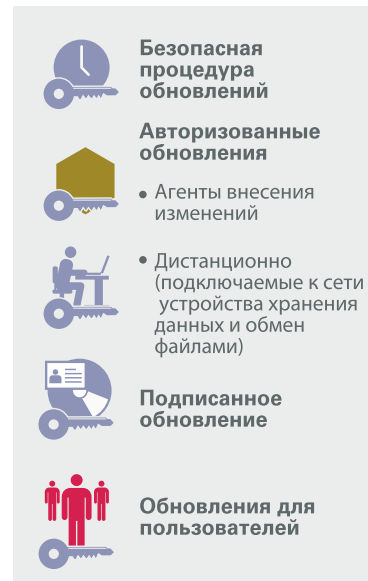 Безопасная
процедура
обновлений
Авторизованные
обновления
• Агенты внесения
изменений
• Дистанционно
(подключаемые к сети
устройства хранения
данных и обмен
файлами)
Подписанное
обновление
Обновления для
пользователей